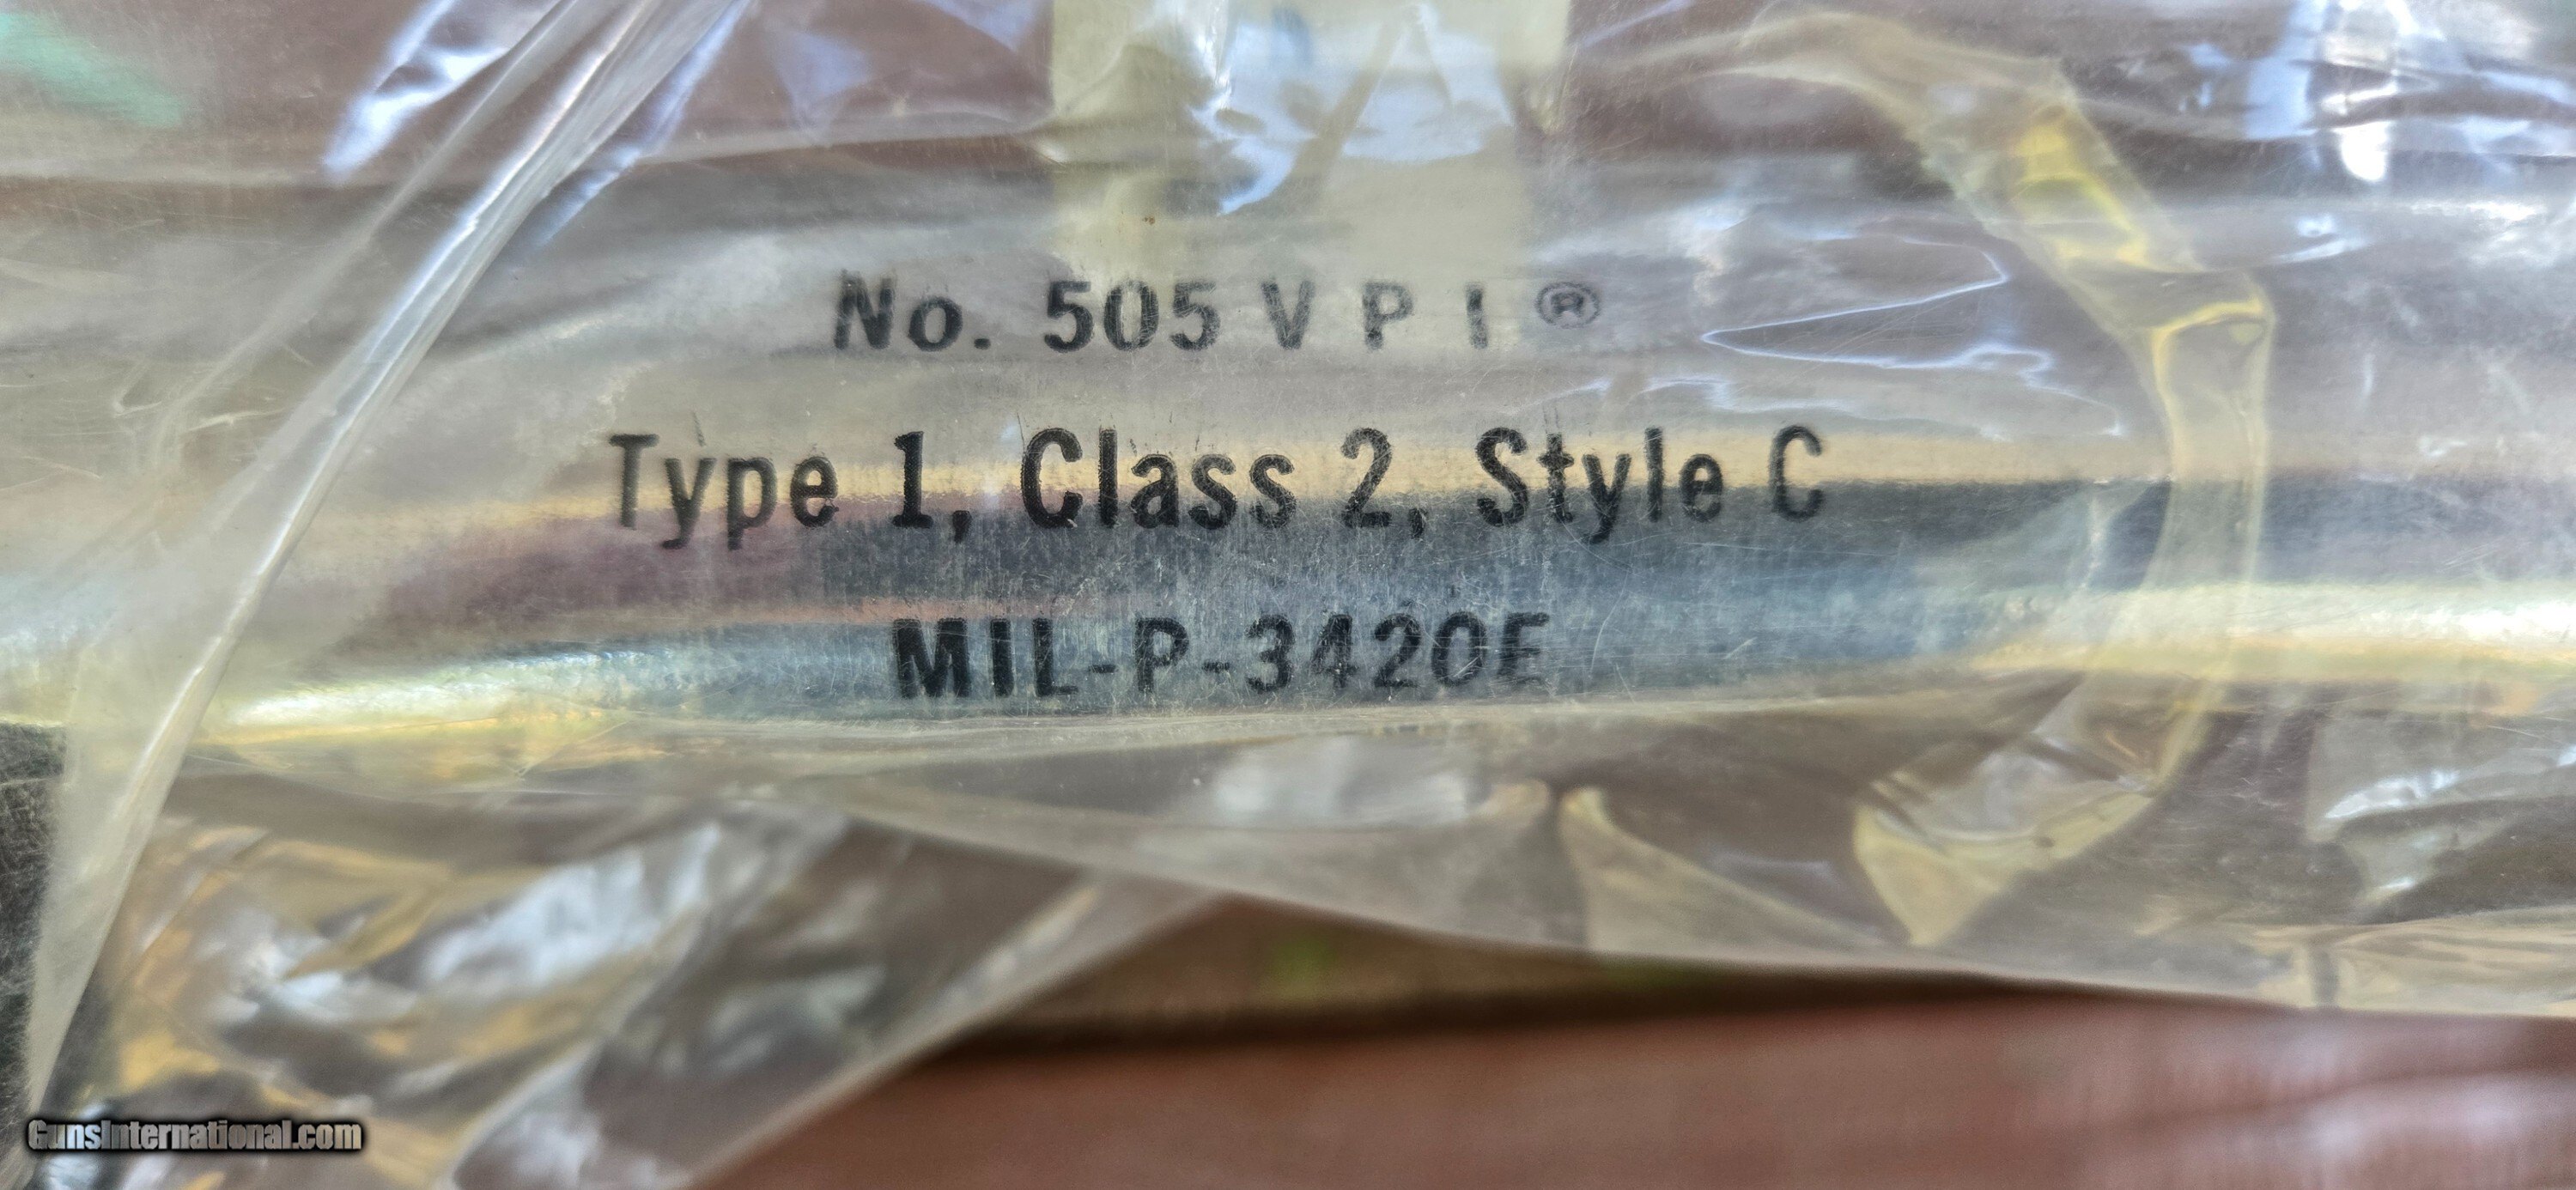 No. 505 V P I ®
Type 1, Class 2, Style C
MIL-P-3420E
GunsInternational.com